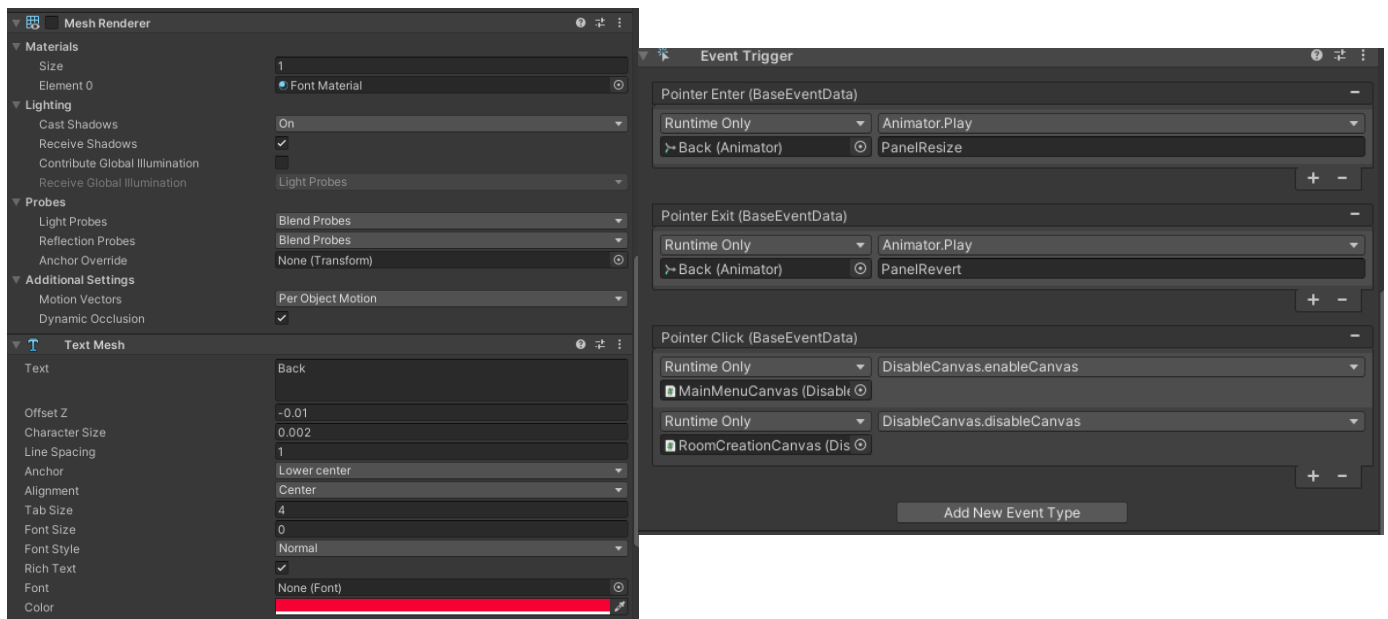 Mesh Renderer
Materials
Size 1
Element 0 Font Material
Lighting
Cast Shadows On
Receive Shadows
Contribute Global Illumination
Receive Global Illumination Light Probes
Probes
Light Probes Blend Probes
Reflection Probes Blend Probes
Anchor Override None (Transform)
Additional Settings
Motion Vectors Per Object Motion
Dynamic Occlusion
Text Mesh
Text Back
Offset Z -0.01
Character Size 0.002
Line Spacing 1
Anchor Lower center
Alignment Center
Tab Size 4
Font Size 0
Font Style Normal
Rich Text
Font None (Font)
Color
Event Trigger
Pointer Enter (BaseEventData)
Runtime Only Animator.Play
Back (Animator) PanelResize
Pointer Exit (BaseEventData)
Runtime Only Animator.Play
Back (Animator) PanelRevert
Pointer Click (BaseEventData)
Runtime Only DisableCanvas.enableCanvas
MainMenuCanvas (Disable
Runtime Only DisableCanvas.disableCanvas
RoomCreationCanvas (Dis
Add New Event Type